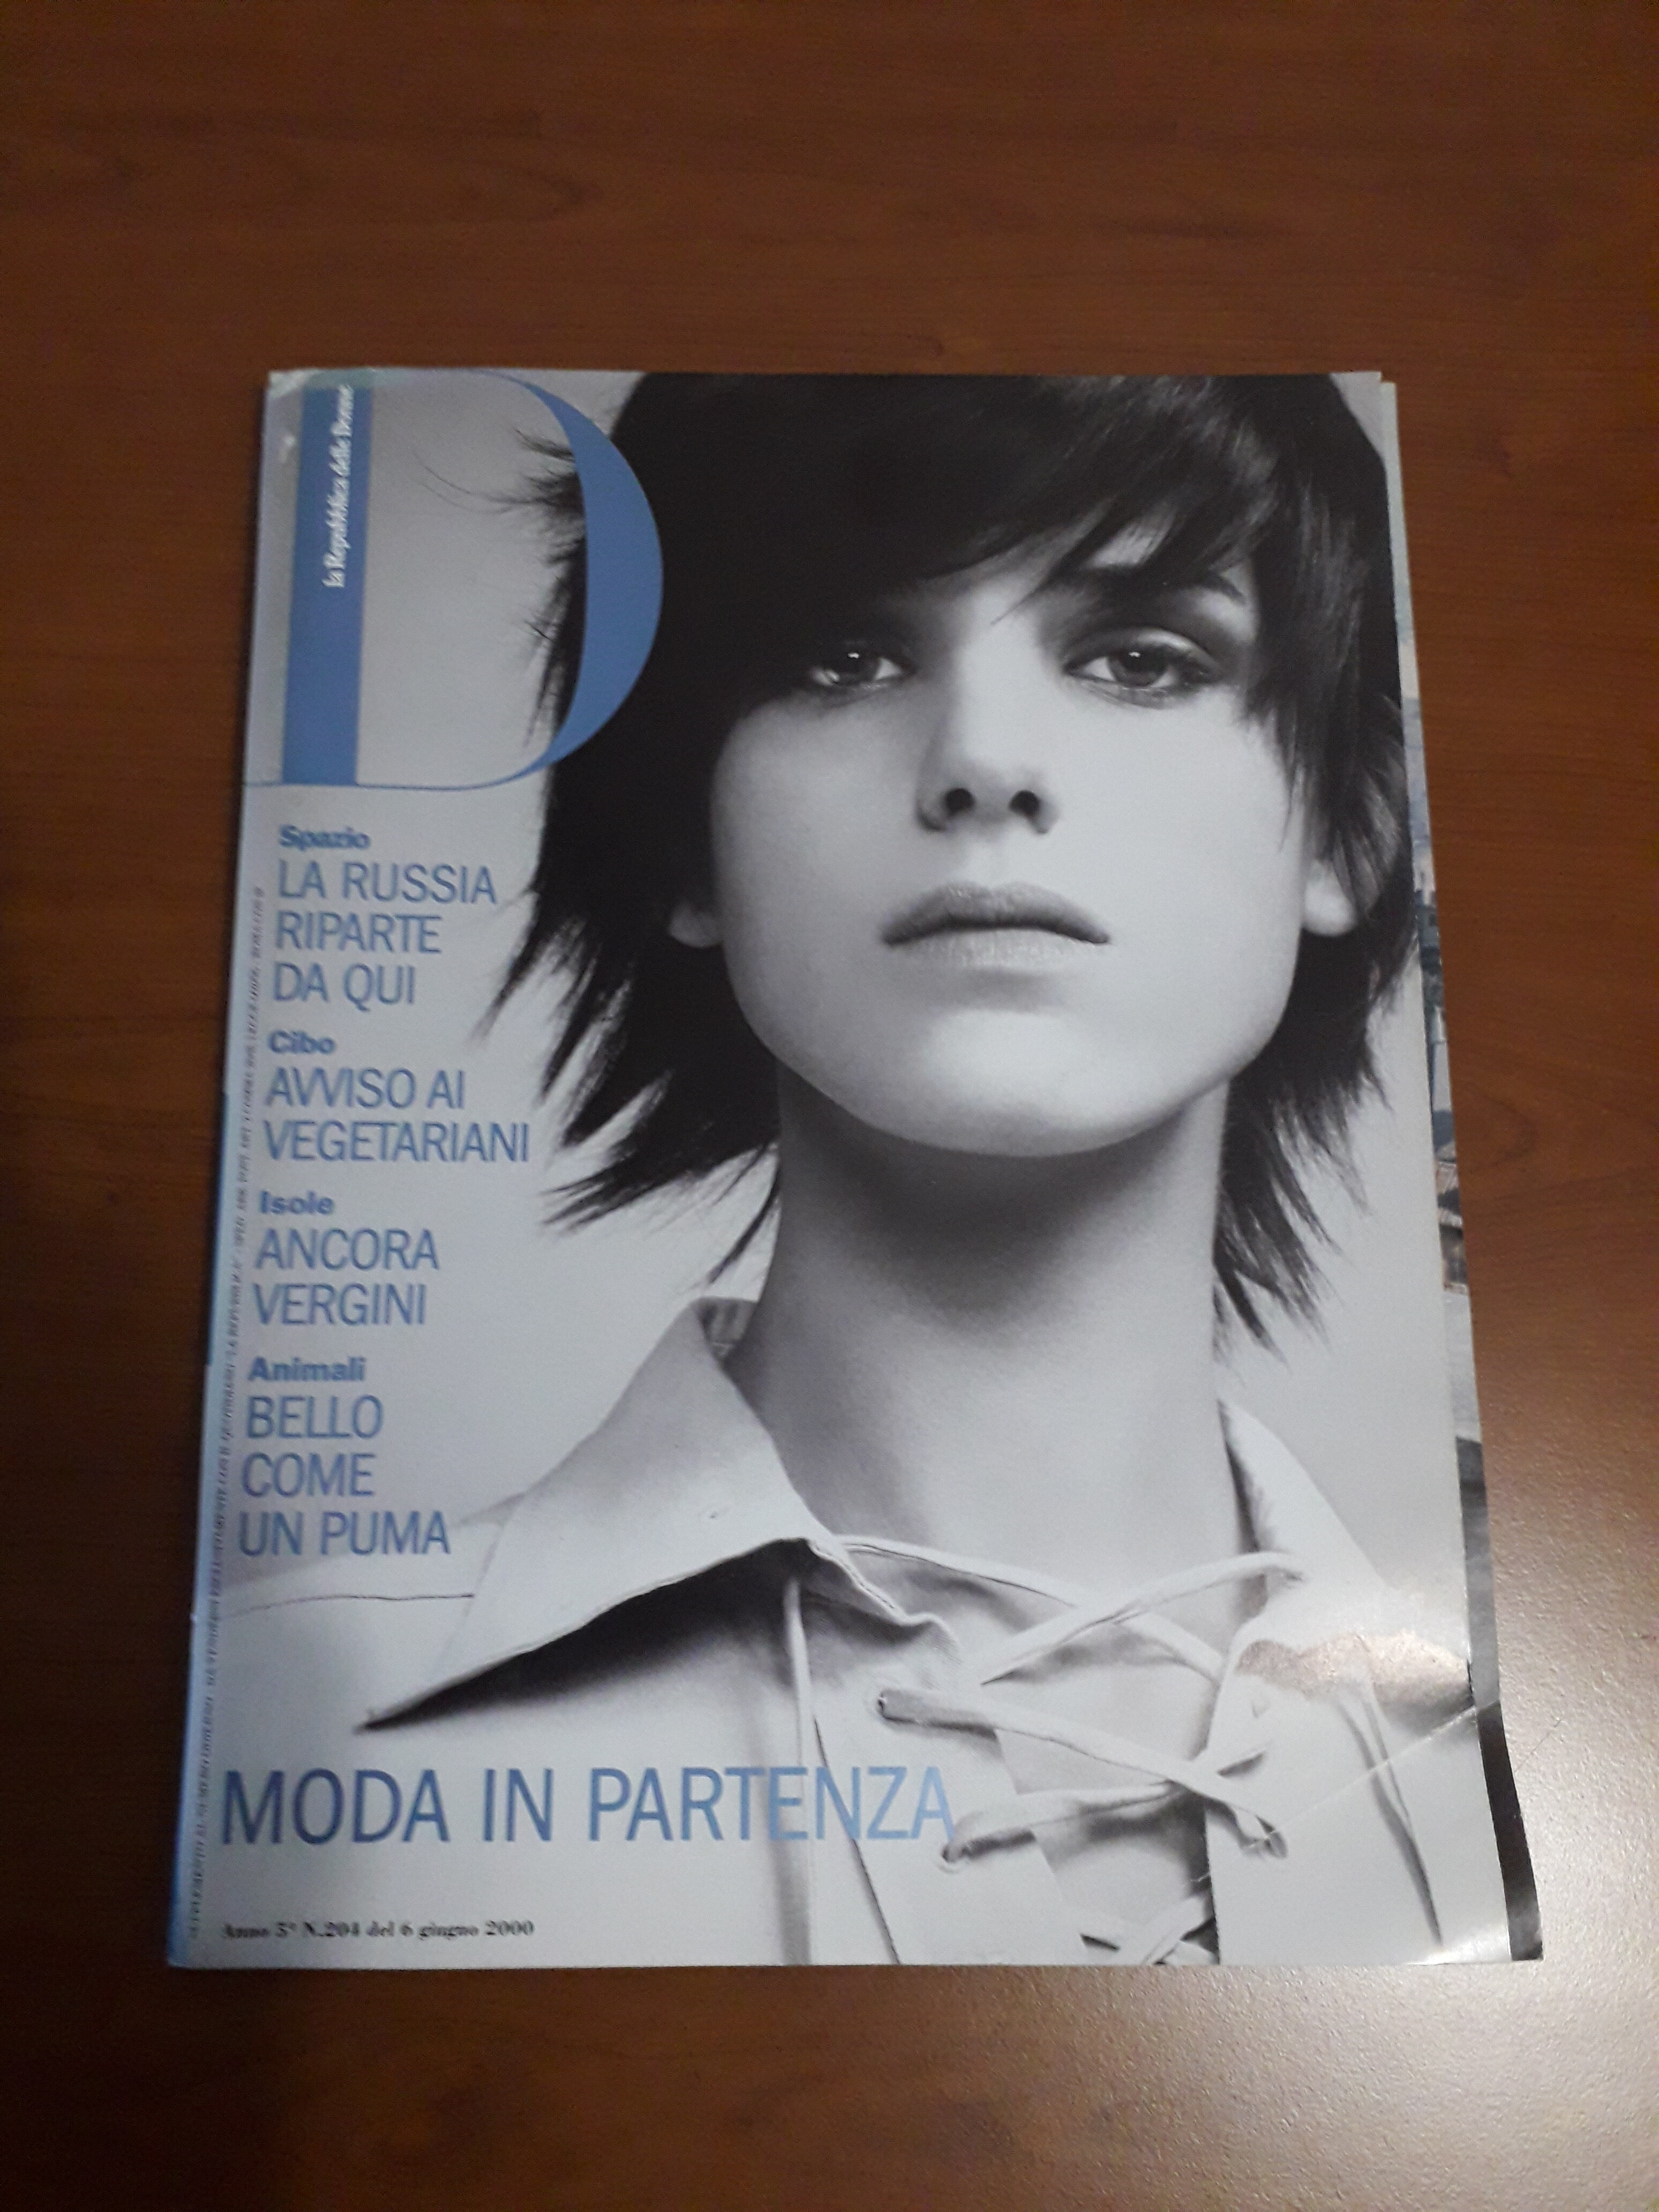 D
la Repubblica delle Donne
Spazio
LA RUSSIA
RIPARTE
DA QUI
Cibo
AVVISO AI
VEGETARIANI
Isole
ANCORA
VERGINI
Animali
BELLO
COME
UN PUMA
MODA IN PARTENZA
Anno 5° N.204 del 6 giugno 2000